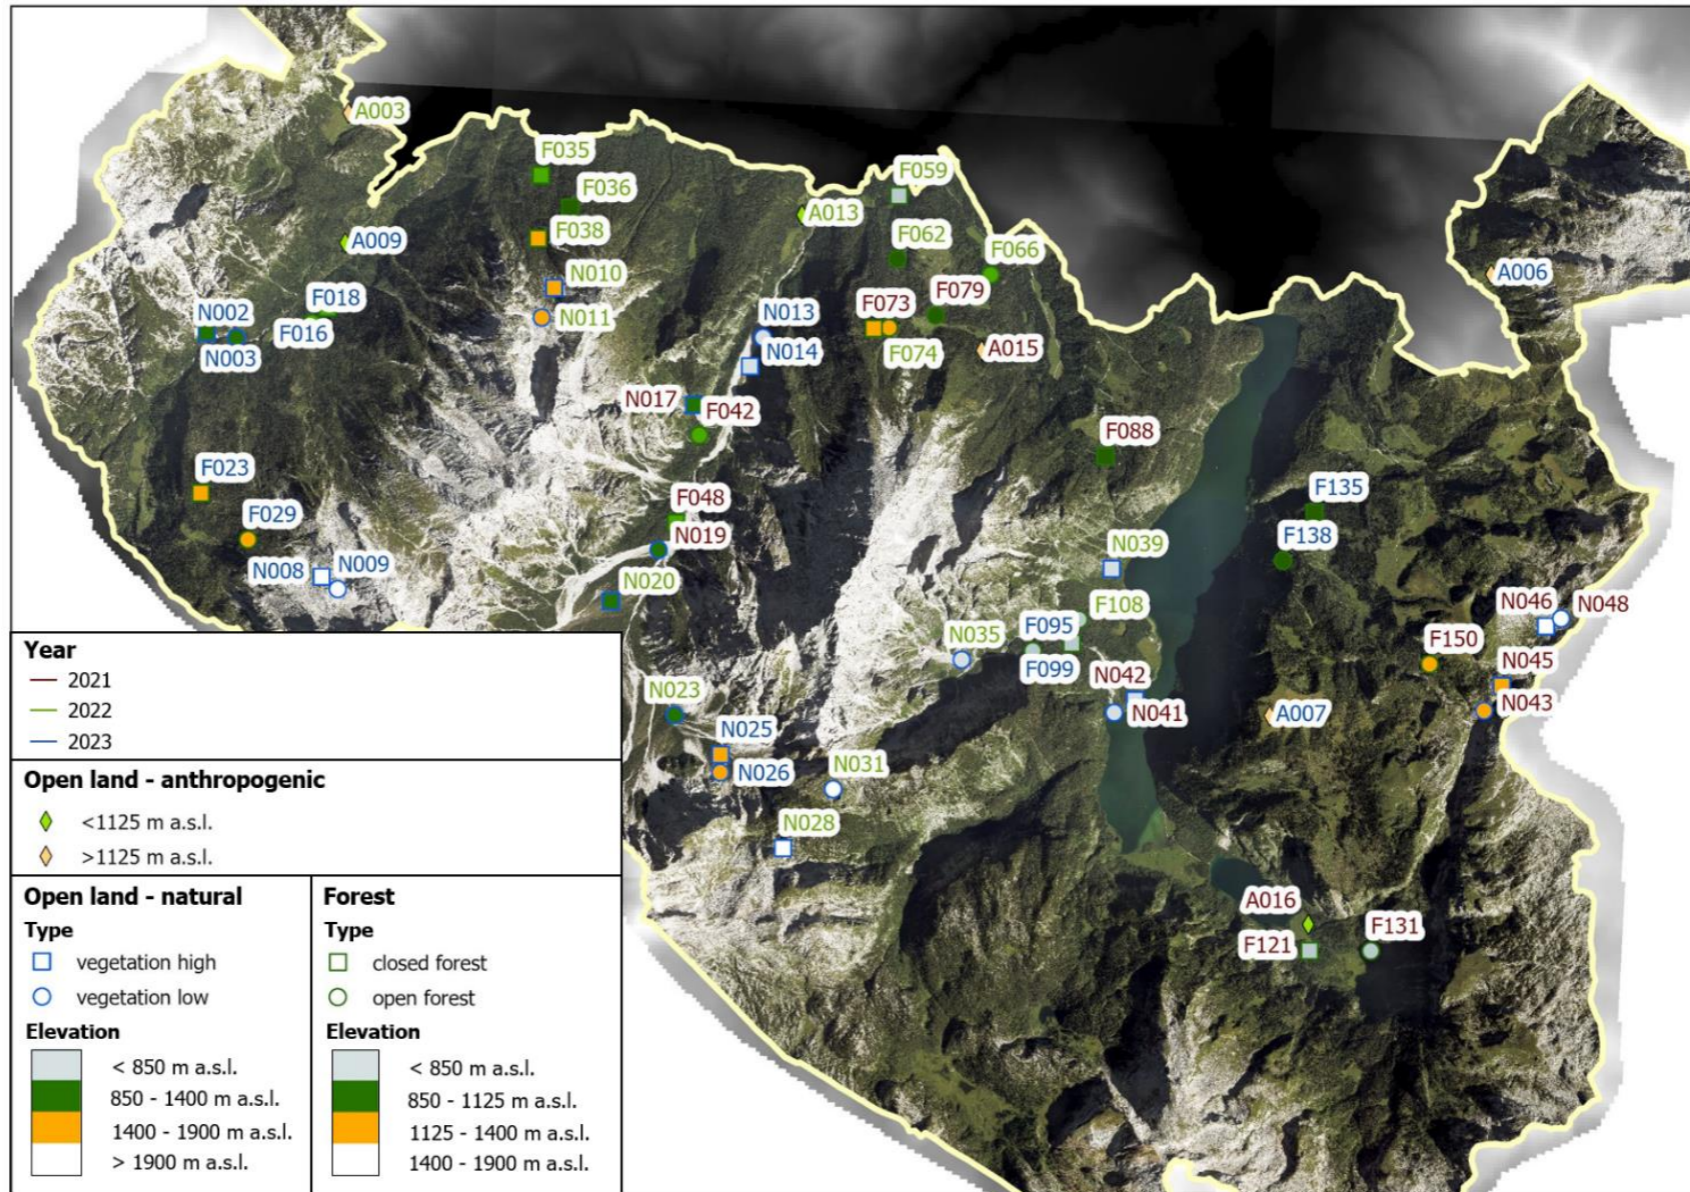 A003
F035
F059
F036
A013
F038
A009
F062
F066
A006
N010
F018
F079
N002
F073
N013
N011
F016
N003
N014
F074
A015
N017
F042
F088
F023
F048
F135
F029
N019
F138
N039
N008
N009
N020
F108
N046
N048
F095
N035
F150
F099
N045
N042
N023
N041
A007
N043
N025
N026
N031
N028
A016
F121
F131
Year
2021
2022
2023
Open land - anthropogenic
<1125 m a.s.l.
>1125 m a.s.l.
Open land - natural
Type
vegetation high
vegetation low
Elevation
< 850 m a.s.l.
850 - 1400 m a.s.l.
1400 - 1900 m a.s.l.
> 1900 m a.s.l.
Forest
Type
closed forest
open forest
Elevation
< 850 m a.s.l.
850 - 1125 m a.s.l.
1125 - 1400 m a.s.l.
1400 - 1900 m a.s.l.